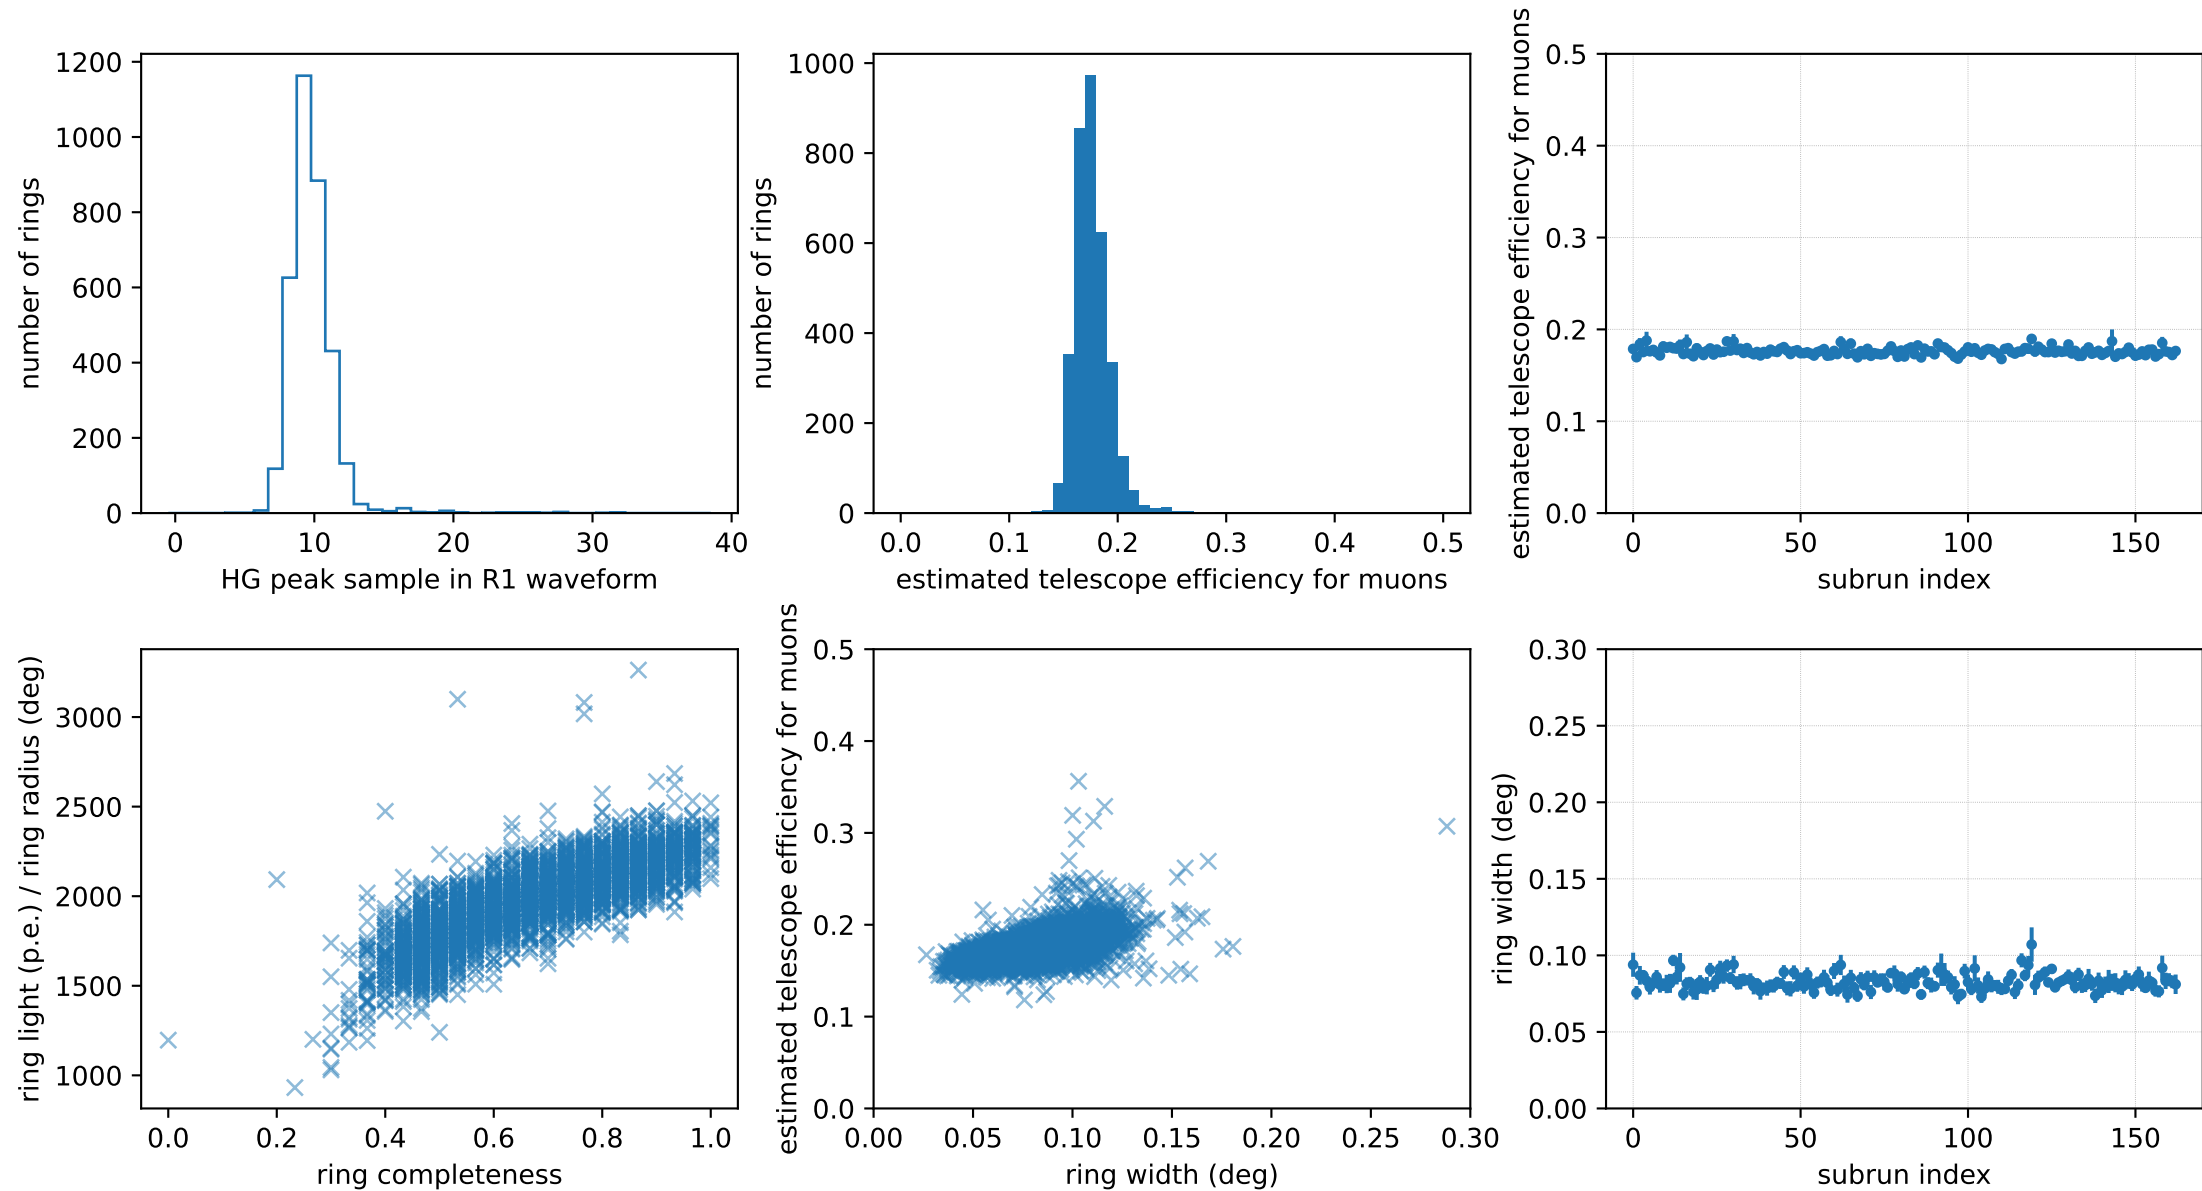 1200
1000
800
600
400
200
0
number of rings
0 10 20 30 40
HG peak sample in R1 waveform
1000
800
600
400
200
0
number of rings
0.0 0.1 0.2 0.3 0.4 0.5
estimated telescope efficiency for muons
0.5
0.4
0.3
0.2
0.1
0.0
estimated telescope efficiency for muons
0 50 100 150
subrun index
3000
2500
2000
1500
1000
ring light (p.e.) / ring radius (deg)
0.0 0.2 0.4 0.6 0.8 1.0
ring completeness
0.5
0.4
0.3
0.2
0.1
0.0
estimated telescope efficiency for muons
0.00 0.05 0.10 0.15 0.20 0.25 0.30
ring width (deg)
0.30
0.25
0.20
0.15
0.10
0.05
0.00
ring width (deg)
0 50 100 150
subrun index